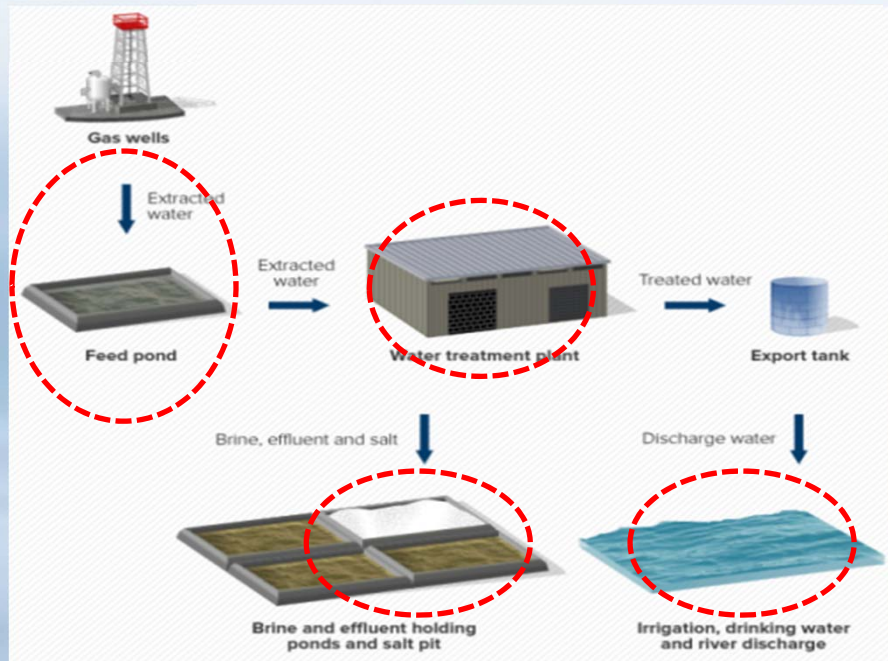 Gas wells
Extracted
water
Feed pond
Extracted
water
Water treatment plant
Treated water
Export tank
Brine, effluent and salt
Discharge water
Brine and effluent holding
ponds and salt pit
Irrigation, drinking water
and river discharge